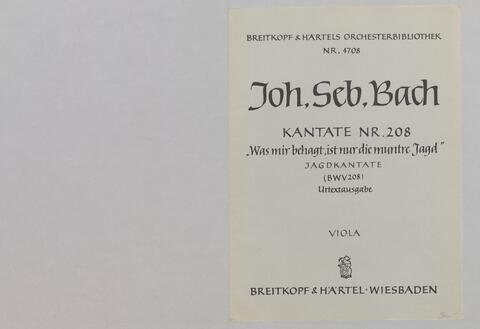 BREITKOPF & HÄRTELS ORCHESTERBIBLIOTHEK
NR. 4708
Joh. Seb. Bach
KANTATE NR. 208
„Was mir behagt, ist nur die muntre Jagd“
JAGDKANTATE
(BWV 208)
Urtextausgabe
VIOLA
BREITKOPF & HÄRTEL · WIESBADEN